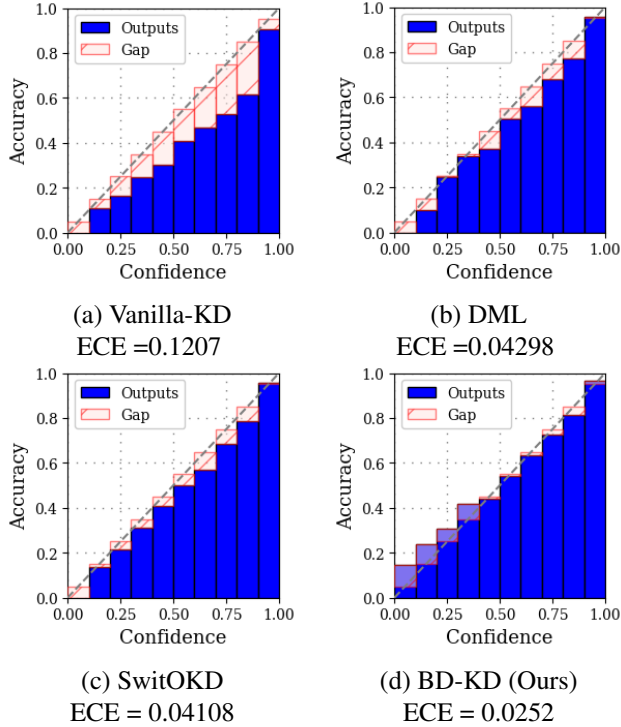 1.0
0.8
0.6
0.4
0.2
0.0
Accuracy
Outputs
Gap
0.00 0.25 0.50 0.75 1.00
Confidence
(a) Vanilla-KD
ECE =0.1207
1.0
0.8
0.6
0.4
0.2
0.0
Accuracy
Outputs
Gap
0.00 0.25 0.50 0.75 1.00
Confidence
(b) DML
ECE =0.04298
1.0
0.8
0.6
0.4
0.2
0.0
Accuracy
Outputs
Gap
0.00 0.25 0.50 0.75 1.00
Confidence
(c) SwitOKD
ECE = 0.04108
1.0
0.8
0.6
0.4
0.2
0.0
Accuracy
Outputs
Gap
0.00 0.25 0.50 0.75 1.00
Confidence
(d) BD-KD (Ours)
ECE = 0.0252